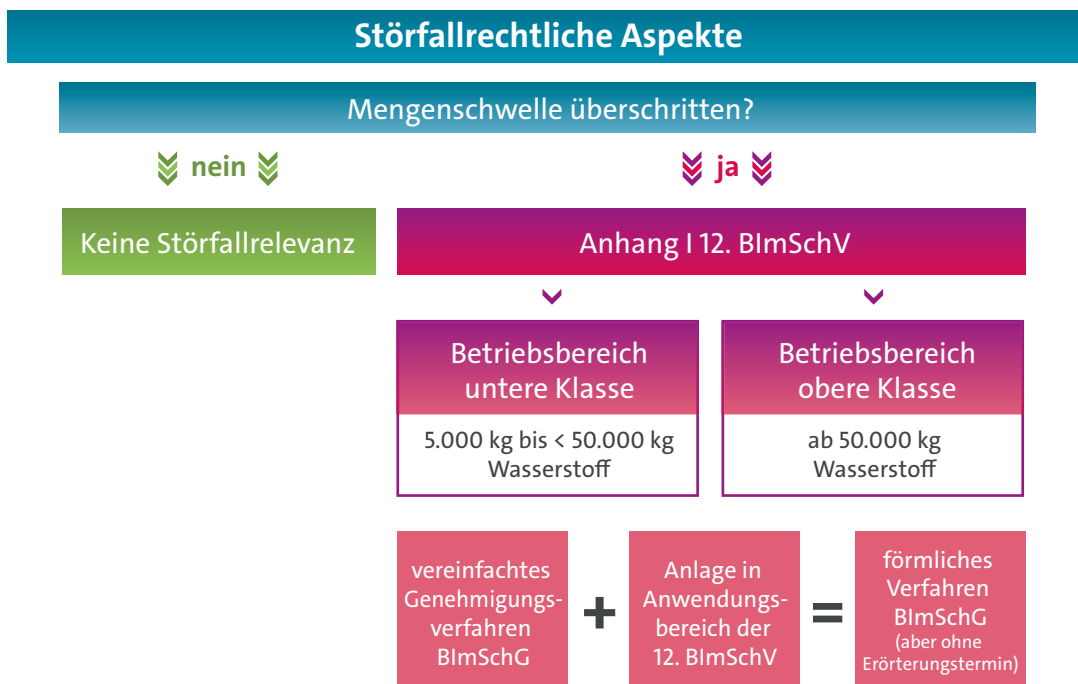 Störfallrechtliche Aspekte
Mengenschwelle überschritten?
nein
ja
Keine Störfallrelevanz
Anhang I 12. BImSchV
Betriebsbereich
untere Klasse
5.000 kg bis < 50.000 kg
Wasserstoff
Betriebsbereich
obere Klasse
ab 50.000 kg
Wasserstoff
vereinfachtes
Genehmigungs-
verfahren
BImSchG
+
Anlage in
Anwendungs-
bereich der
12. BImSchV
=
förmliches
Verfahren
BImSchG
(aber ohne
Erörterungstermin)